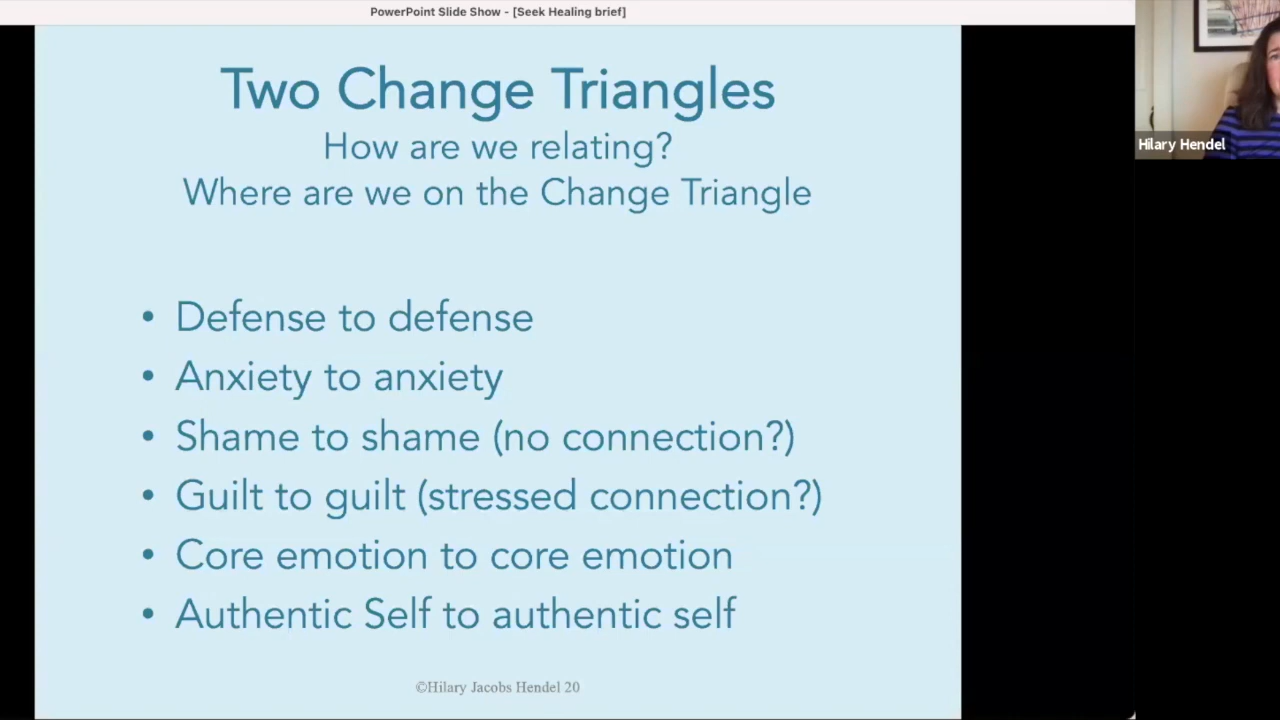 PowerPoint Slide Show - [Seek Healing brief]
Two Change Triangles
How are we relating?
Where are we on the Change Triangle
• Defense to defense
• Anxiety to anxiety
• Shame to shame (no connection?)
• Guilt to guilt (stressed connection?)
• Core emotion to core emotion
• Authentic Self to authentic self
©Hilary Jacobs Hendel 20
Hilary Hendel